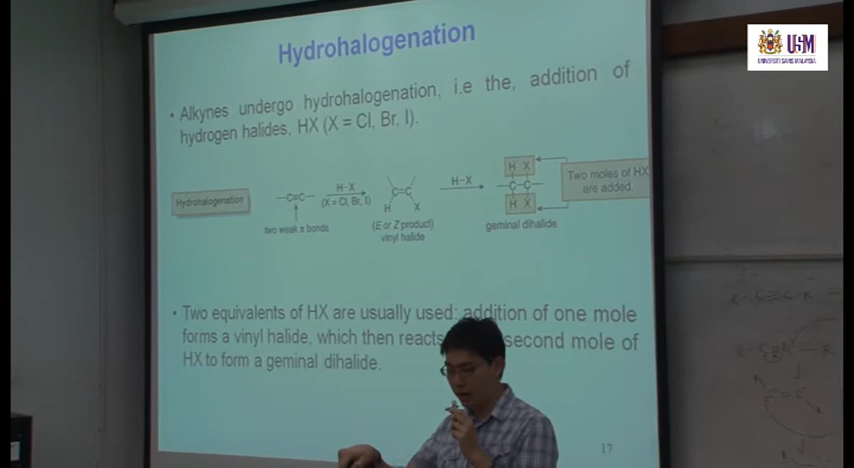 USM
UNIVERSITI SAINS MALAYSIA
Hydrohalogenation
• Alkynes undergo hydrohalogenation, i.e the, addition of
hydrogen halides, HX (X = Cl, Br, I).
Hydrohalogenation
–C≡C–
two weak π bonds
H–X
(X = Cl, Br, I)
C=C
H X
(E or Z product)
vinyl halide
H–X
H X
–C–C–
H X
geminal dihalide
Two moles of HX
are added.
• Two equivalents of HX are usually used: addition of one mole
forms a vinyl halide, which then reacts second mole of
HX to form a geminal dihalide.
17